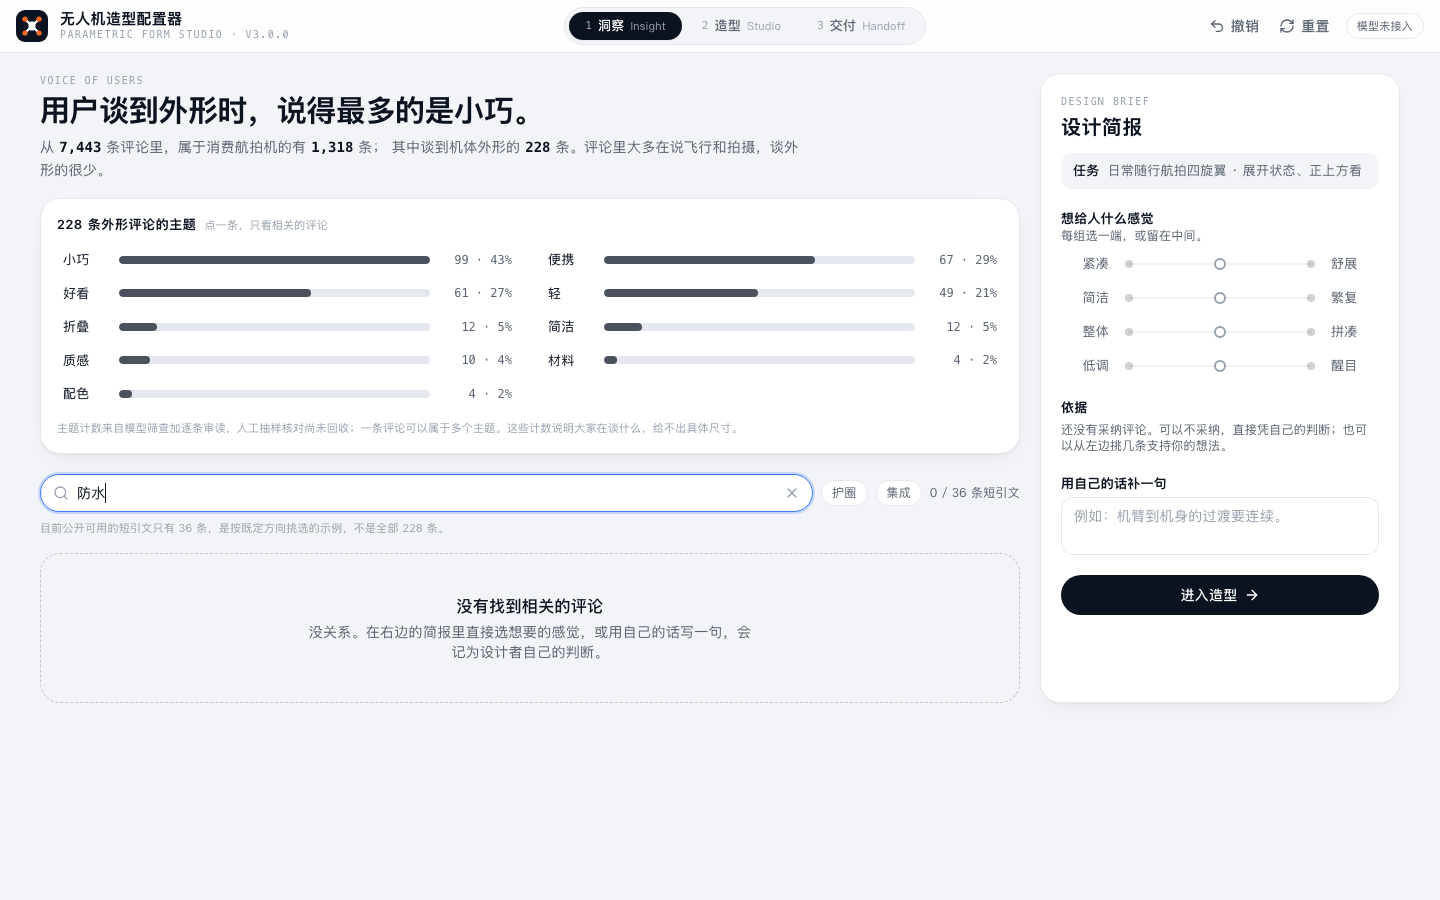 无人机造型配置器
PARAMETRIC FORM STUDIO · V3.0.0
1 洞察 Insight
2 造型 Studio
3 交付 Handoff
撤销
重置
模型未接入
VOICE OF USERS
用户谈到外形时，说得最多的是小巧。
从 7,443 条评论里，属于消费航拍机的有 1,318 条； 其中谈到机体外形的 228 条。评论里大多在说飞行和拍摄，谈外
形的很少。
228 条外形评论的主题 点一条，只看相关的评论
小巧 99 · 43%
便携 67 · 29%
好看 61 · 27%
轻 49 · 21%
折叠 12 · 5%
简洁 12 · 5%
质感 10 · 4%
材料 4 · 2%
配色 4 · 2%
主题计数来自模型筛查加逐条审读，人工抽样核对尚未回收；一条评论可以属于多个主题。这些计数说明大家在谈什么，给不出具体尺寸。
防水
护圈
集成
0 / 36 条短引文
目前公开可用的短引文只有 36 条，是按既定方向挑选的示例，不是全部 228 条。
没有找到相关的评论
没关系。在右边的简报里直接选想要的感觉，或用自己的话写一句，会
记为设计者自己的判断。
DESIGN BRIEF
设计简报
任务 日常随行航拍四旋翼 · 展开状态、正上方看
想给人什么感觉
每组选一端，或留在中间。
紧凑 舒展
简洁 繁复
整体 拼凑
低调 醒目
依据
还没有采纳评论。可以不采纳，直接凭自己的判断；也可
以从左边挑几条支持你的想法。
用自己的话补一句
例如：机臂到机身的过渡要连续。
进入造型